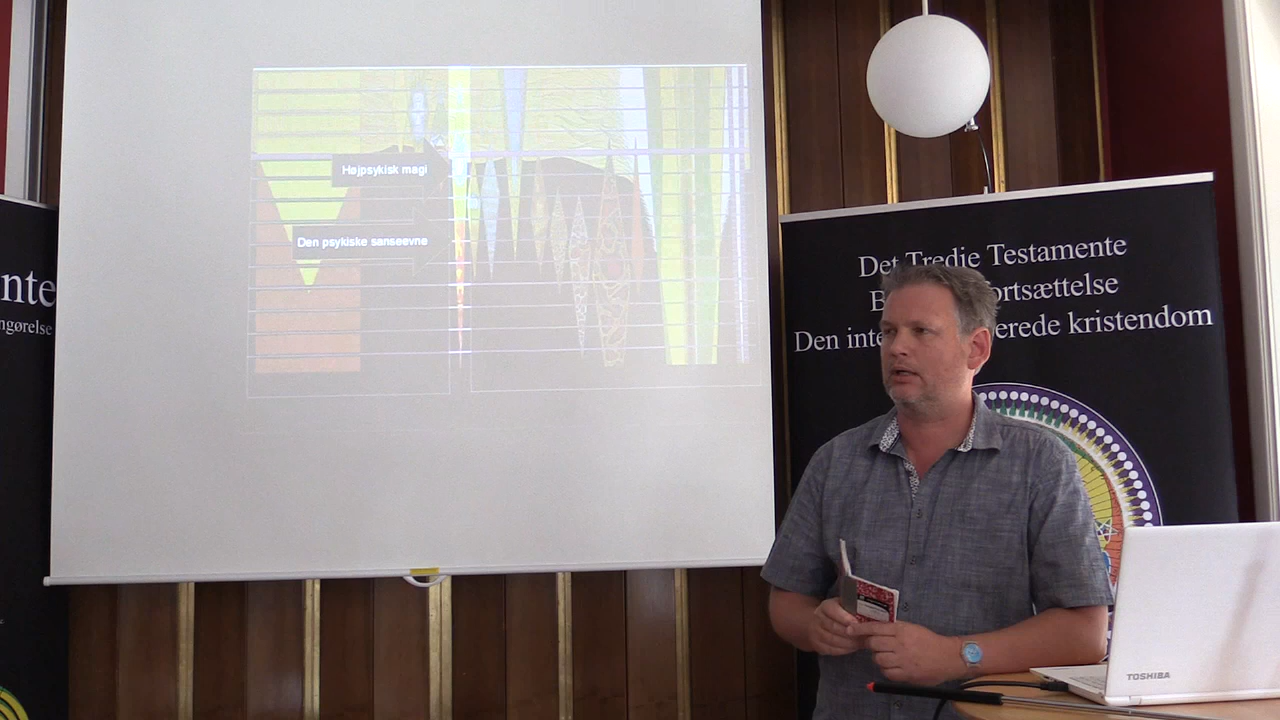 Højpsykisk magi
Den psykiske sanseevne
nte
ngørelse
Det Tredie Testamente
B ortsættelse
Den inte erede kristendom
TOSHIBA